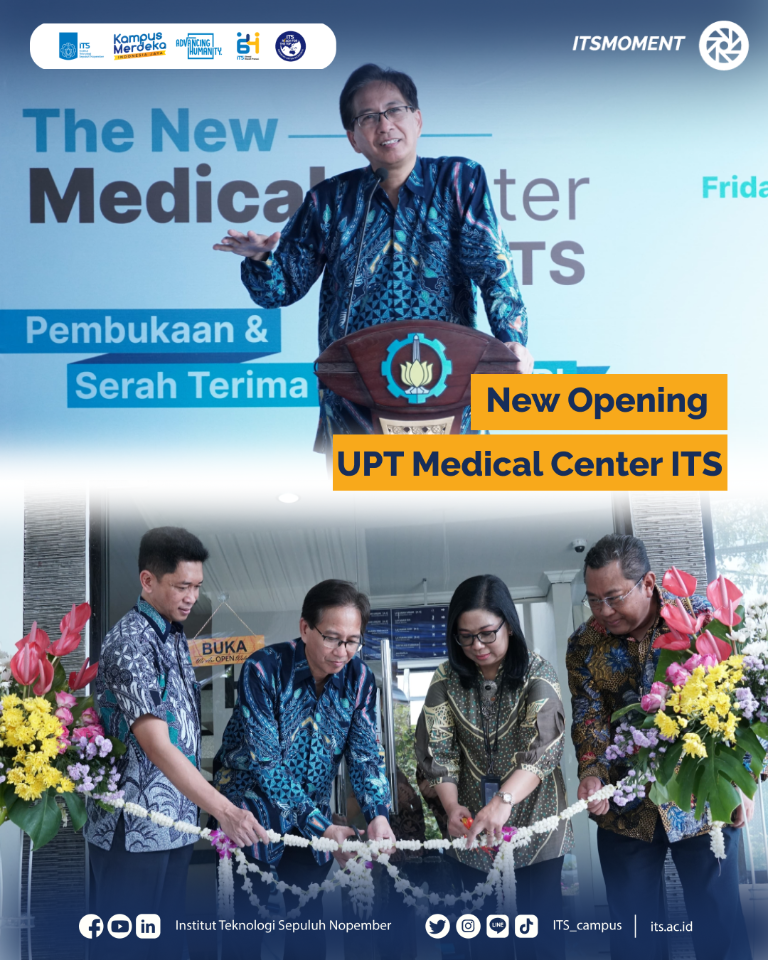 ITS
Kampus
Merdeka
INDONESIA JAYA
ADVANCING
HUMANITY.
ITSMOMENT
The New
Medical
ter
TS
Frida
Pembukaan &
Serah Terima
New Opening
UPT Medical Center ITS
BUKA
OPEN
Institut Teknologi Sepuluh Nopember
LINE
ITS_campus
its.ac.id